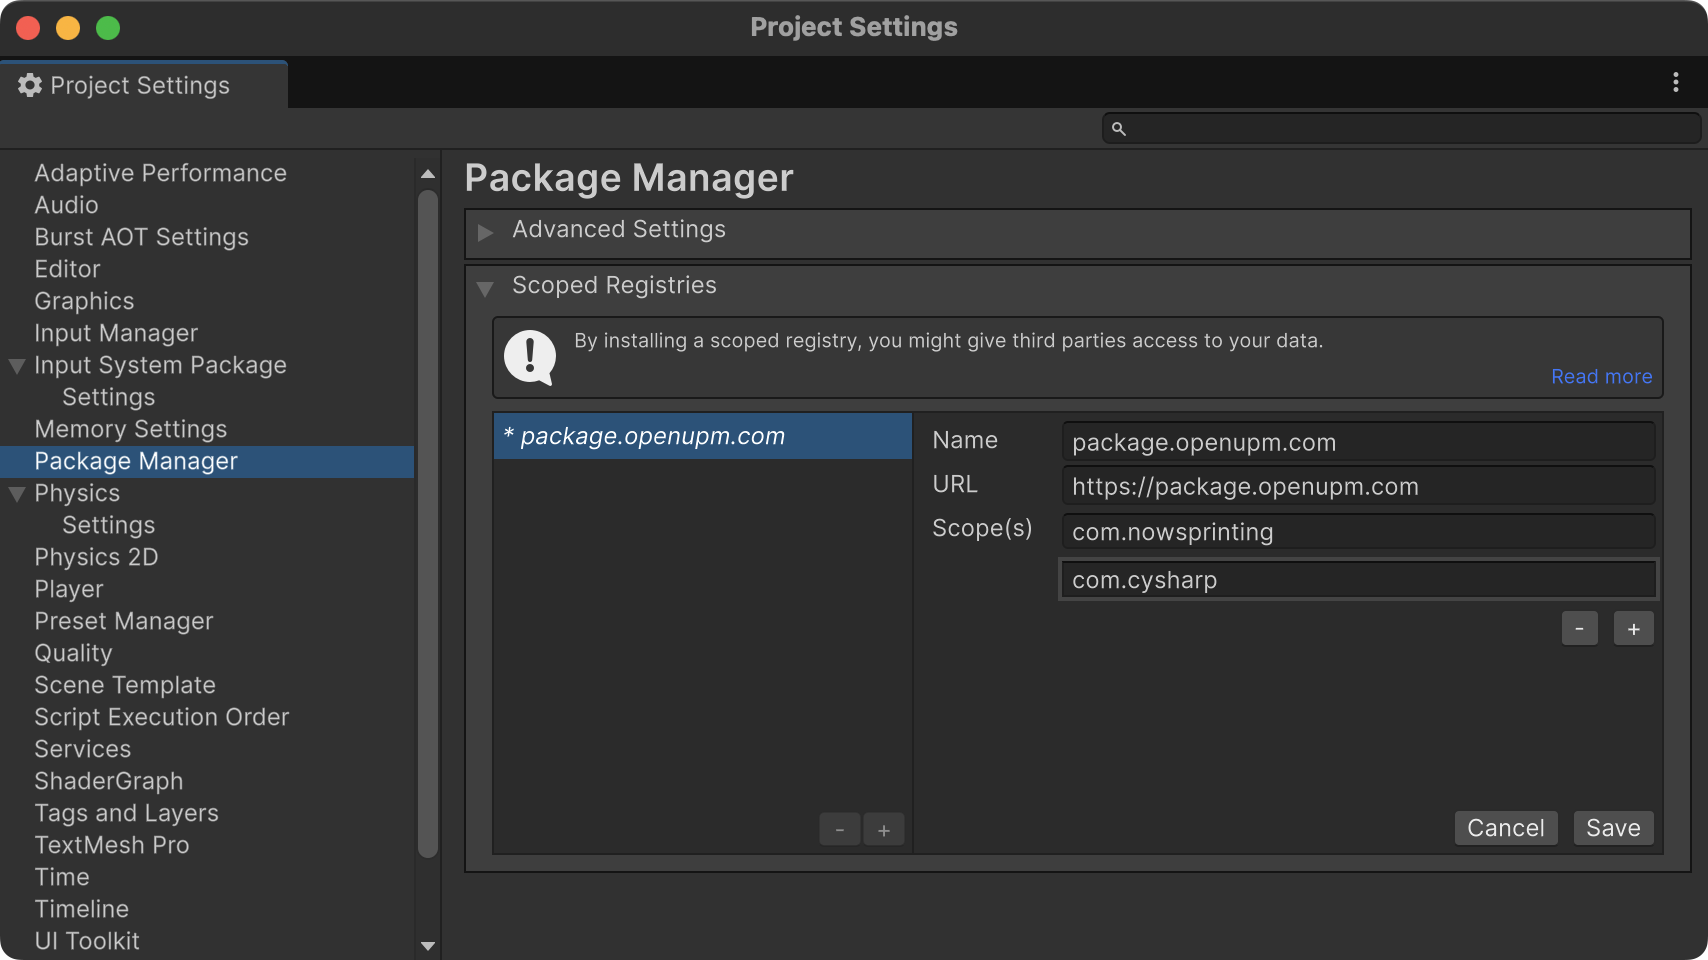 Project Settings
Project Settings
Adaptive Performance
Audio
Burst AOT Settings
Editor
Graphics
Input Manager
Input System Package
Settings
Memory Settings
Package Manager
Physics
Settings
Physics 2D
Player
Preset Manager
Quality
Scene Template
Script Execution Order
Services
ShaderGraph
Tags and Layers
TextMesh Pro
Time
Timeline
UI Toolkit
Package Manager
Advanced Settings
Scoped Registries
By installing a scoped registry, you might give third parties access to your data.
Read more
* package.openupm.com
- +
Name package.openupm.com
URL https://package.openupm.com
Scope(s) com.nowsprinting
com.cysharp
- +
Cancel Save